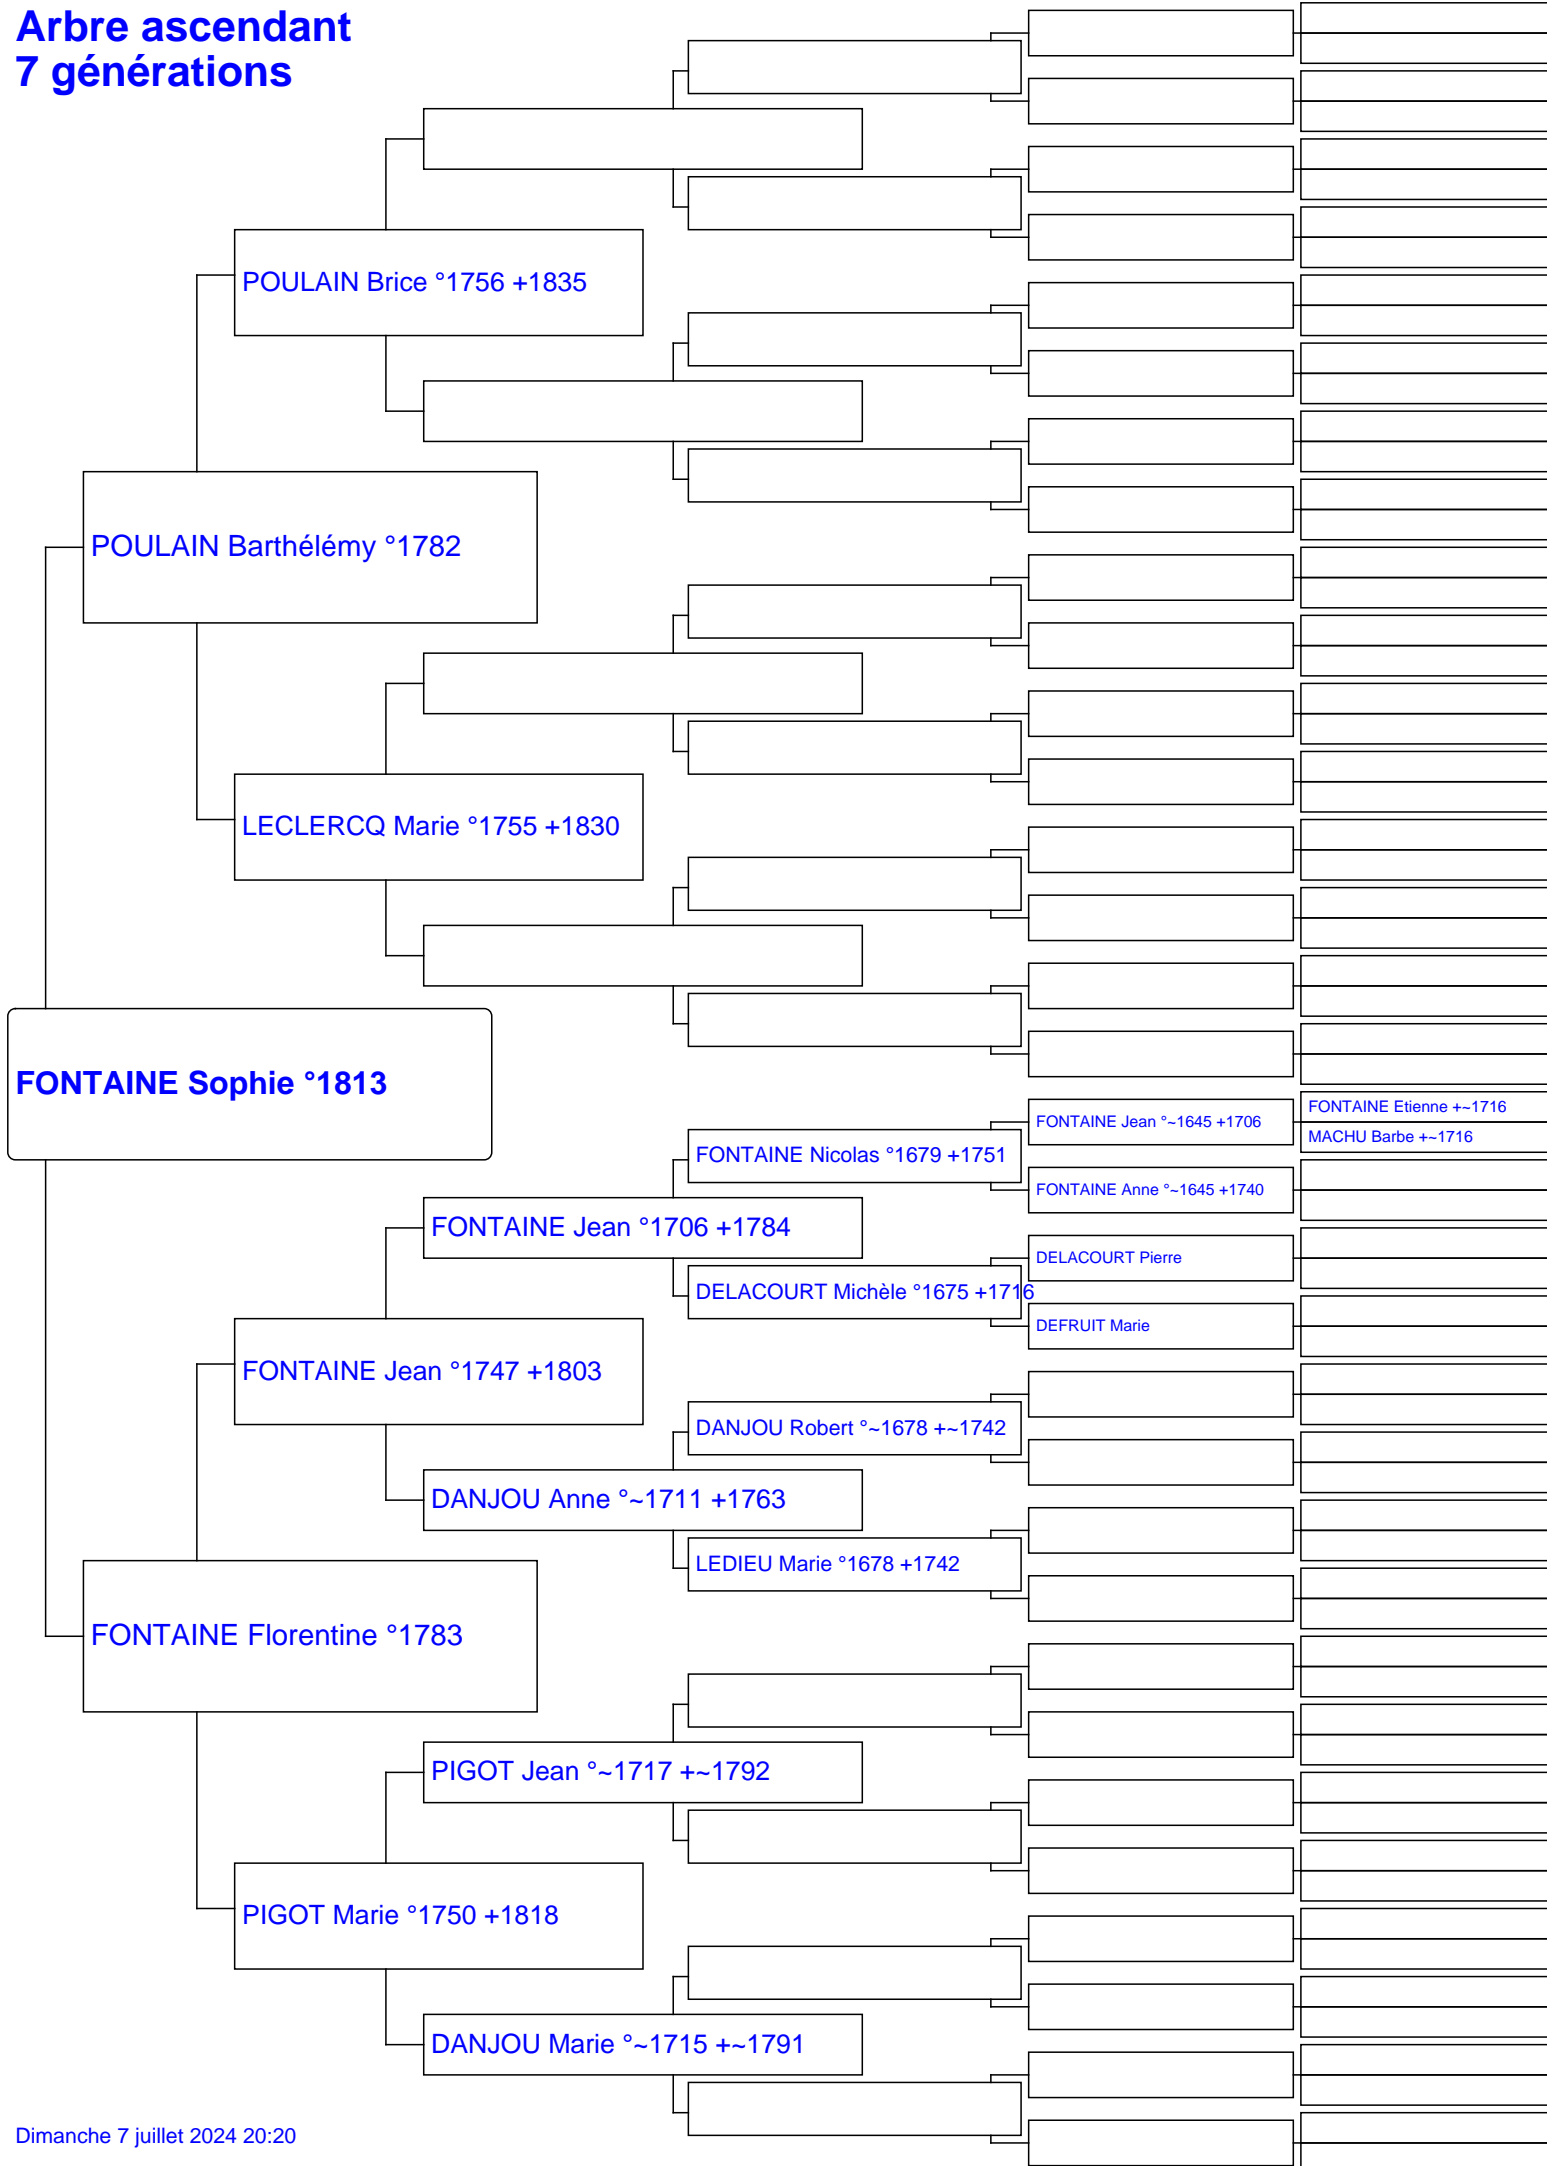 Arbre ascendant
7 générations
POULAIN Brice °1756 +1835
POULAIN Barthélémy °1782
LECLERCQ Marie °1755 +1830
FONTAINE Sophie °1813
FONTAINE Etienne +~1716
FONTAINE Jean °~1645 +1706
MACHU Barbe +~1716
FONTAINE Nicolas °1679 +1751
FONTAINE Anne °~1645 +1740
FONTAINE Jean °1706 +1784
DELACOURT Pierre
DELACOURT Michèle °1675 +1716
DEFRUIT Marie
FONTAINE Jean °1747 +1803
DANJOU Robert °~1678 +~1742
DANJOU Anne °~1711 +1763
LEDIEU Marie °1678 +1742
FONTAINE Florentine °1783
PIGOT Jean °~1717 +~1792
PIGOT Marie °1750 +1818
DANJOU Marie °~1715 +~1791
Dimanche 7 juillet 2024 20:20